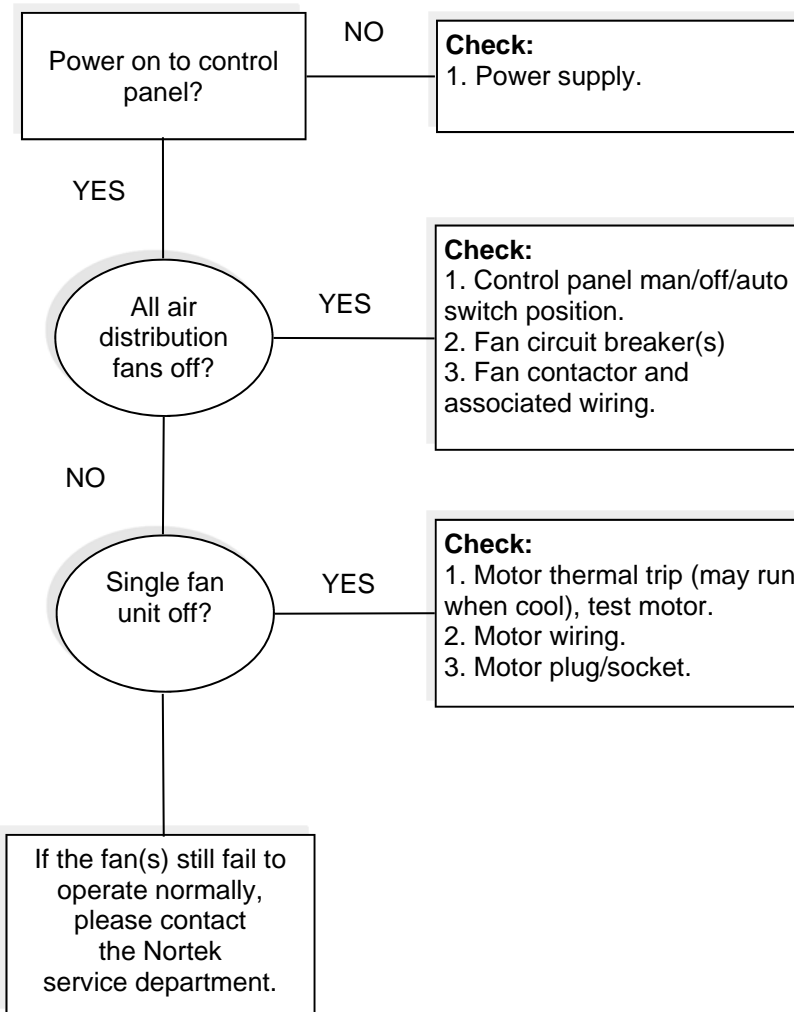 Power on to control
panel?
NO
Check:
1. Power supply.
YES
All air
distribution
fans off?
YES
Check:
1. Control panel man/off/auto
switch position.
2. Fan circuit breaker(s)
3. Fan contactor and
associated wiring.
NO
Single fan
unit off?
YES
Check:
1. Motor thermal trip (may run
when cool), test motor.
2. Motor wiring.
3. Motor plug/socket.
If the fan(s) still fail to
operate normally,
please contact
the Nortek
service department.